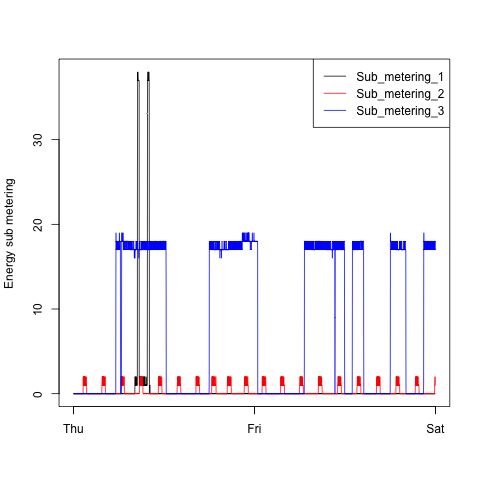 Sub_metering_1
Sub_metering_2
Sub_metering_3
Energy sub metering
30
20
10
0
Thu Fri Sat